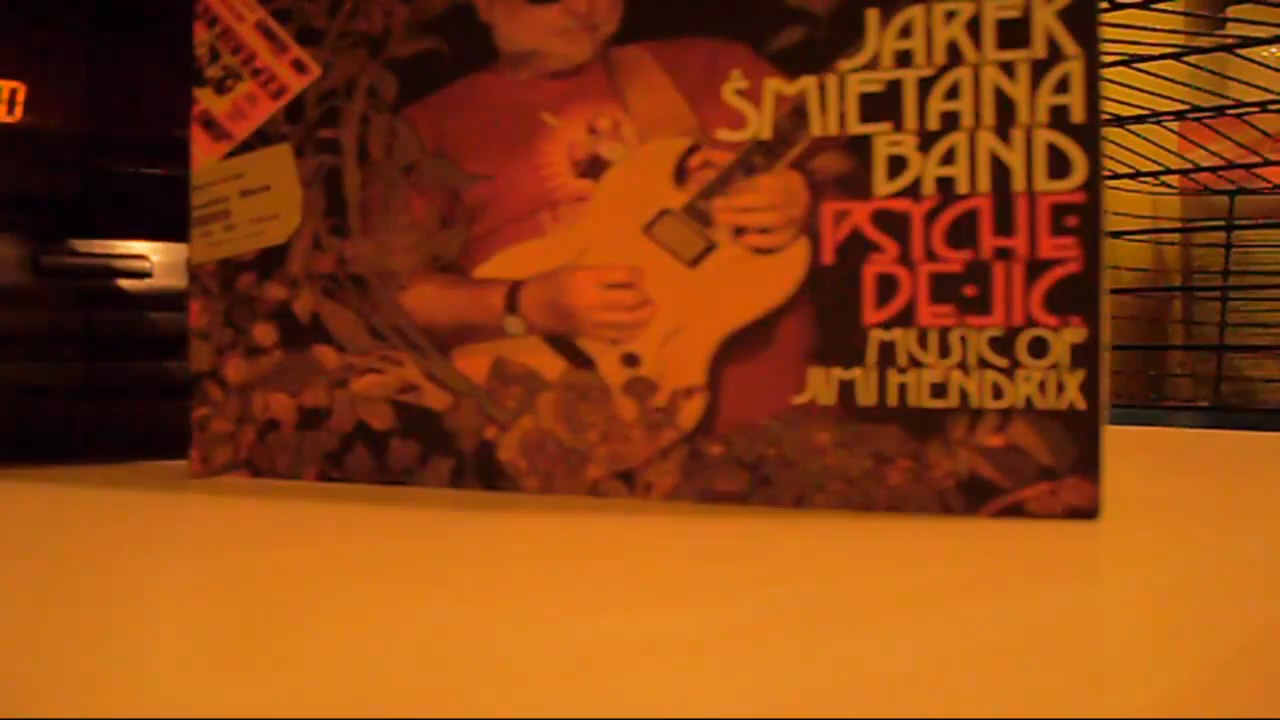 JAREK
ŚMIETANA
BAND
PSYCHE-
DELIC
MUSIC OF
JIMI HENDRIX